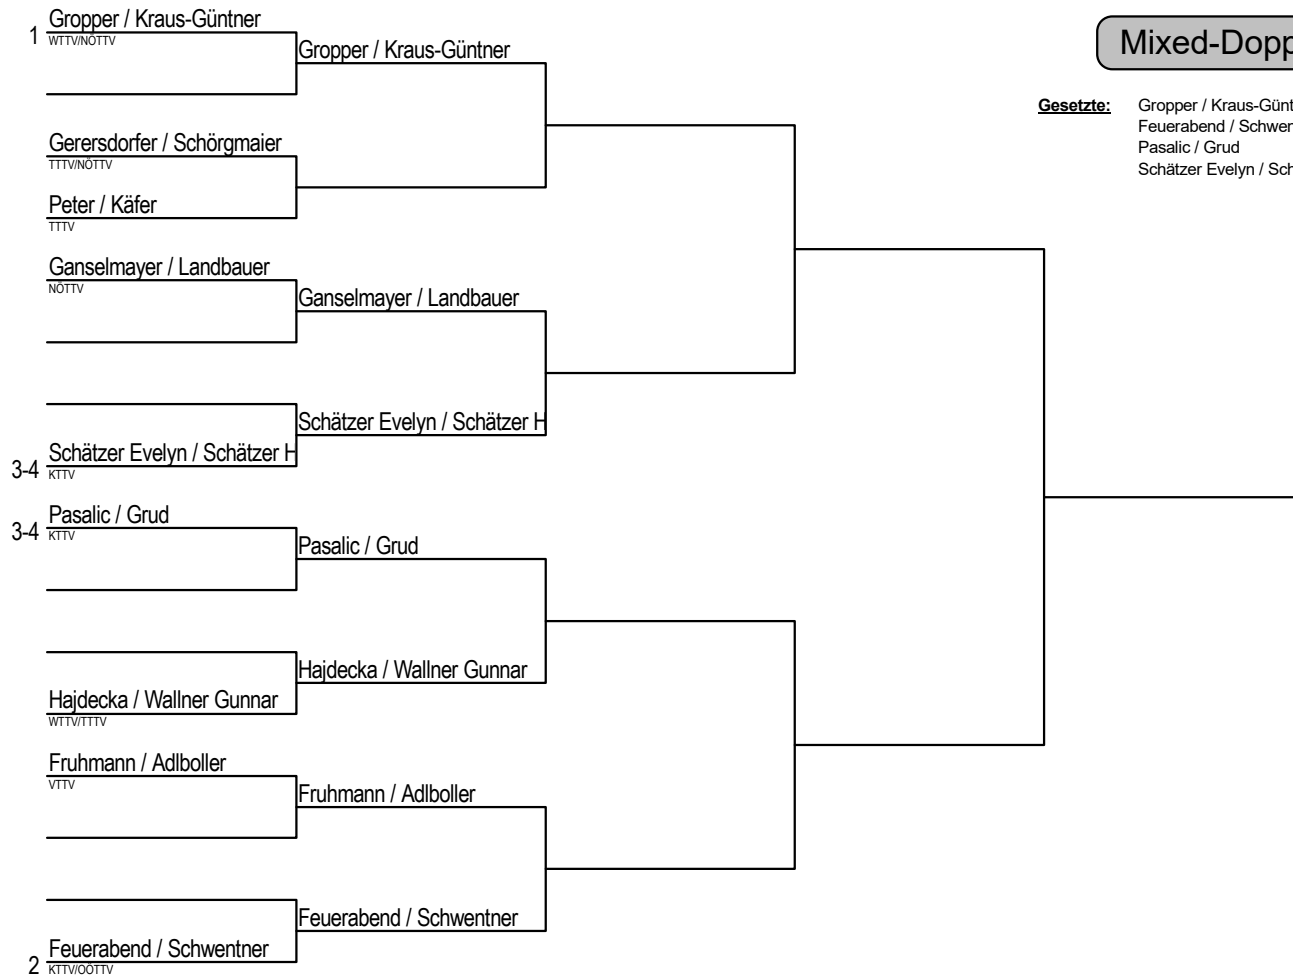 Gropper / Kraus-Güntner
1
WTTV/NÖTTV
Gropper / Kraus-Güntner
Mixed-Dopp
Gesetzte: Gropper / Kraus-Günt
Feuerabend / Schwen
Pasalic / Grud
Schätzer Evelyn / Sch
Gerersdorfer / Schörgmaier
TTTV/NÖTTV
Peter / Käfer
TTTV
Ganselmayer / Landbauer
NÖTTV
Ganselmayer / Landbauer
Schätzer Evelyn / Schätzer H
Schätzer Evelyn / Schätzer H
3-4
KTTV
Pasalic / Grud
3-4
KTTV
Pasalic / Grud
Hajdecka / Wallner Gunnar
Hajdecka / Wallner Gunnar
WTTV/TTTV
Fruhmann / Adlboller
VTTV
Fruhmann / Adlboller
Feuerabend / Schwentner
Feuerabend / Schwentner
2
KTTV/OÖTTV